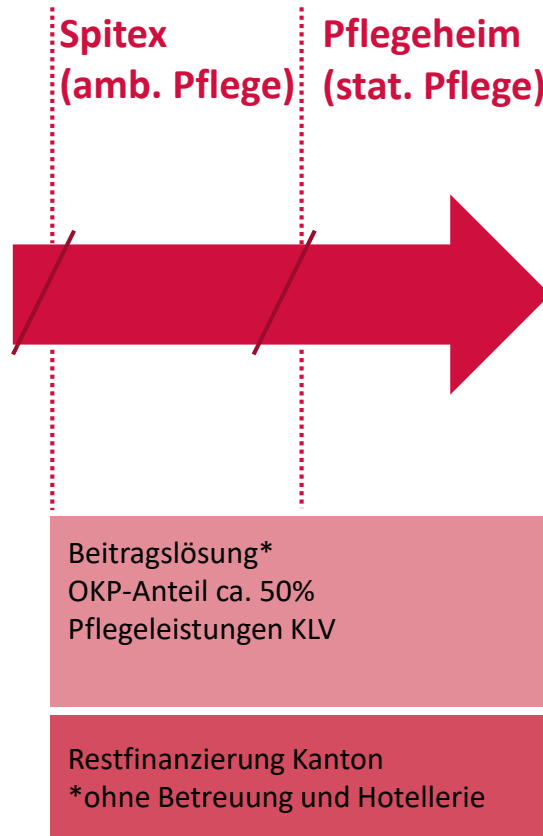 Spitex
(amb. Pflege)
Pflegeheim
(stat. Pflege)
Beitragslösung*
OKP-Anteil ca. 50%
Pflegeleistungen KLV
Restfinanzierung Kanton
*ohne Betreuung und Hotellerie